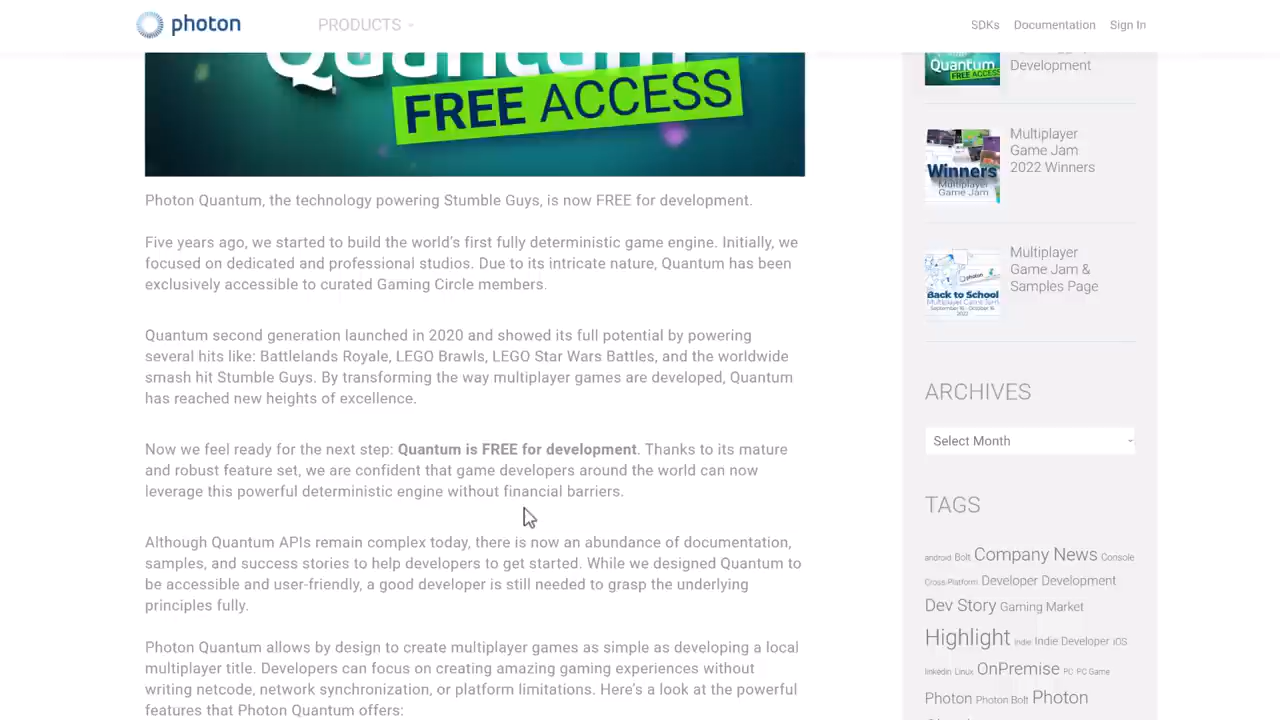 photon
PRODUCTS
SDKs
Documentation
Sign In
Quantum
FREE ACCESS
Photon Quantum, the technology powering Stumble Guys, is now FREE for development.
Five years ago, we started to build the world's first fully deterministic game engine. Initially, we
focused on dedicated and professional studios. Due to its intricate nature, Quantum has been
exclusively accessible to curated Gaming Circle members.
Quantum second generation launched in 2020 and showed its full potential by powering
several hits like: Battlelands Royale, LEGO Brawls, LEGO Star Wars Battles, and the worldwide
smash hit Stumble Guys. By transforming the way multiplayer games are developed, Quantum
has reached new heights of excellence.
Now we feel ready for the next step: Quantum is FREE for development. Thanks to its mature
and robust feature set, we are confident that game developers around the world can now
leverage this powerful deterministic engine without financial barriers.
Although Quantum APIs remain complex today, there is now an abundance of documentation,
samples, and success stories to help developers to get started. While we designed Quantum to
be accessible and user-friendly, a good developer is still needed to grasp the underlying
principles fully.
Photon Quantum allows by design to create multiplayer games as simple as developing a local
multiplayer title. Developers can focus on creating amazing gaming experiences without
writing netcode, network synchronization, or platform limitations. Here's a look at the powerful
features that Photon Quantum offers:
Quantum
FREE ACCESS
Development
Winners
Multiplayer
Game Jam
Multiplayer
Game Jam
2022 Winners
photon
Back to School
Multiplayer Game Jam
September 16 - October 16
2022
Multiplayer
Game Jam &
Samples Page
ARCHIVES
Select Month
TAGS
android Bolt Company News Console
Cross-Platform Developer Development
Dev Story Gaming Market
Highlight Indie Indie Developer iOS
linkedin Linux OnPremise PC PC Game
Photon Photon Bolt Photon